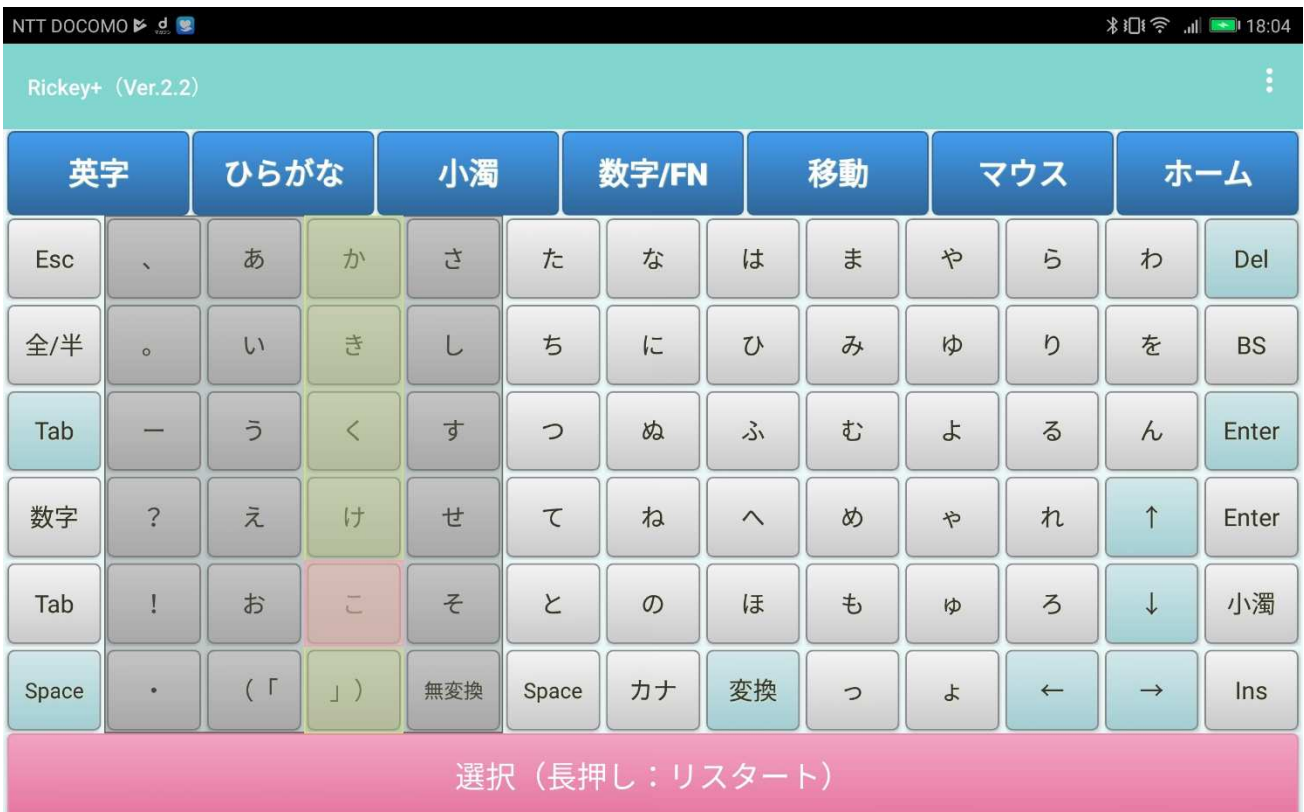 NTT DOCOMO 18:04
Rickey+（Ver.2.2）
英字 ひらがな 小濁 数字/FN 移動 マウス ホーム
Esc 、 あ か さ た な は ま や ら わ Del
全/半 。 い き し ち に ひ み ゆ り を BS
Tab ー う く す つ ぬ ふ む よ る ん Enter
数字 ? え け せ て ね へ め ゃ れ ↑ Enter
Tab ! お こ そ と の ほ も ゅ ろ ↓ 小濁
Space ・ (「 」) 無変換 Space カナ 変換 っ ょ ← → Ins
選択（長押し：リスタート）